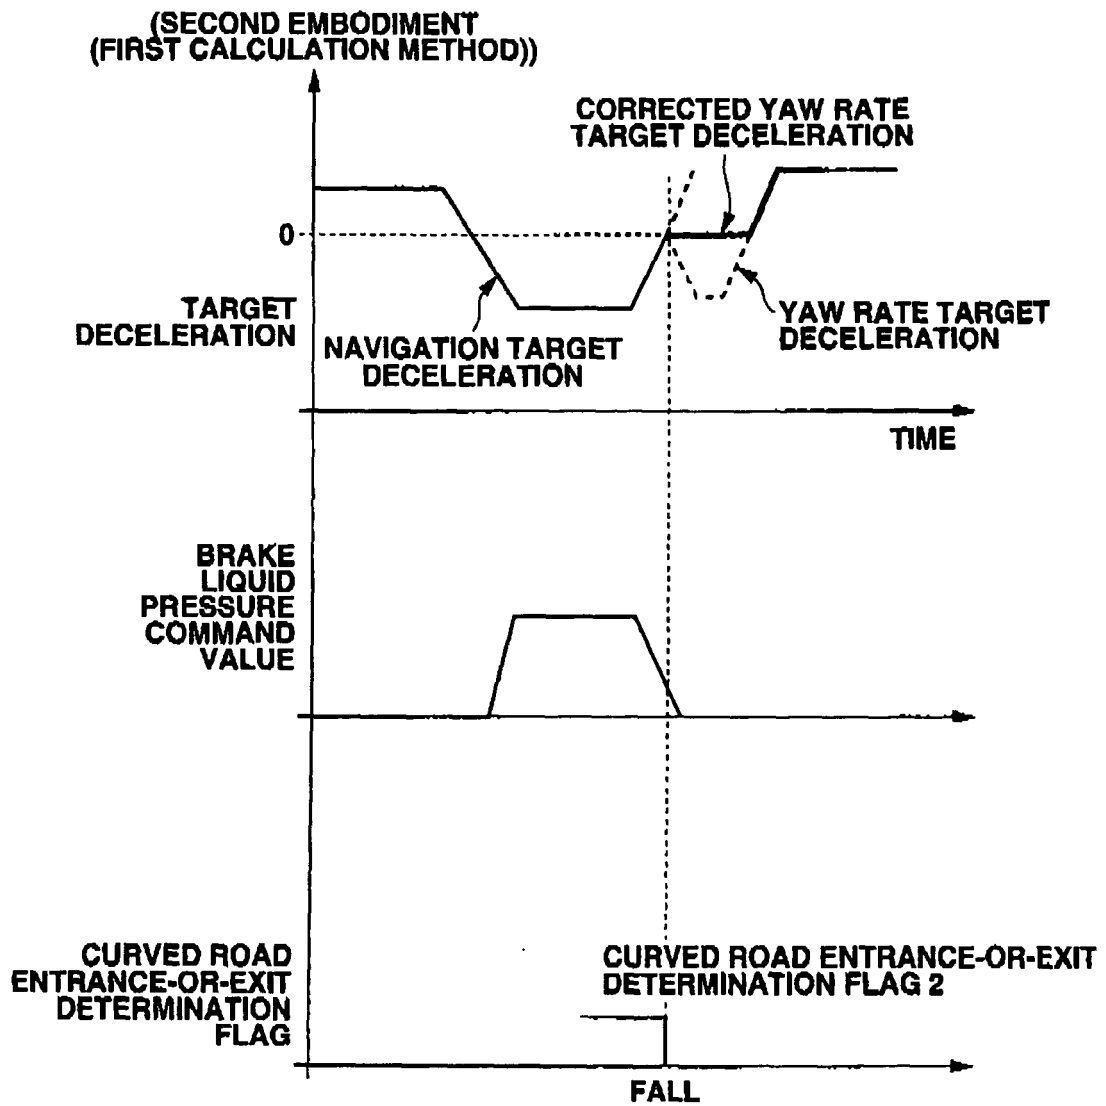 (SECOND EMBODIMENT
(FIRST CALCULATION METHOD))
CORRECTED YAW RATE
TARGET DECELERATION
0
TARGET
DECELERATION
YAW RATE TARGET
DECELERATION
NAVIGATION TARGET
DECELERATION
TIME
BRAKE
LIQUID
PRESSURE
COMMAND
VALUE
CURVED ROAD
ENTRANCE-OR-EXIT
DETERMINATION
FLAG
CURVED ROAD ENTRANCE-OR-EXIT
DETERMINATION FLAG 2
FALL